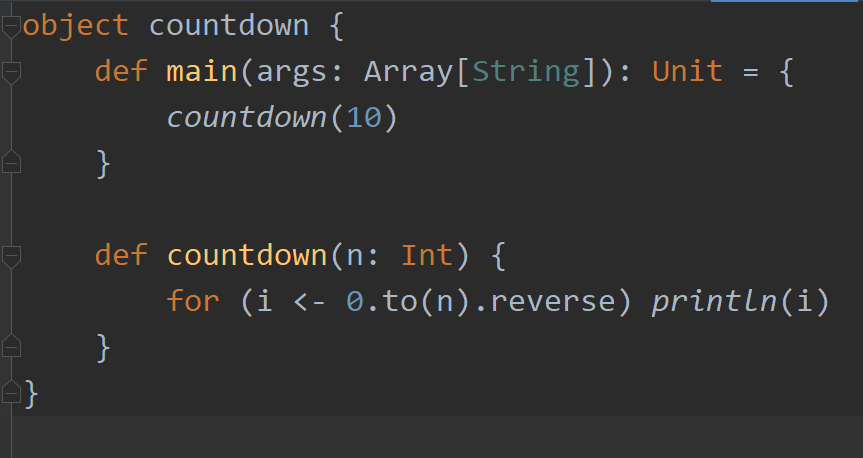 object countdown {
    def main(args: Array[String]): Unit = {
        countdown(10)
    }

    def countdown(n: Int) {
        for (i <- 0.to(n).reverse) println(i)
    }
}